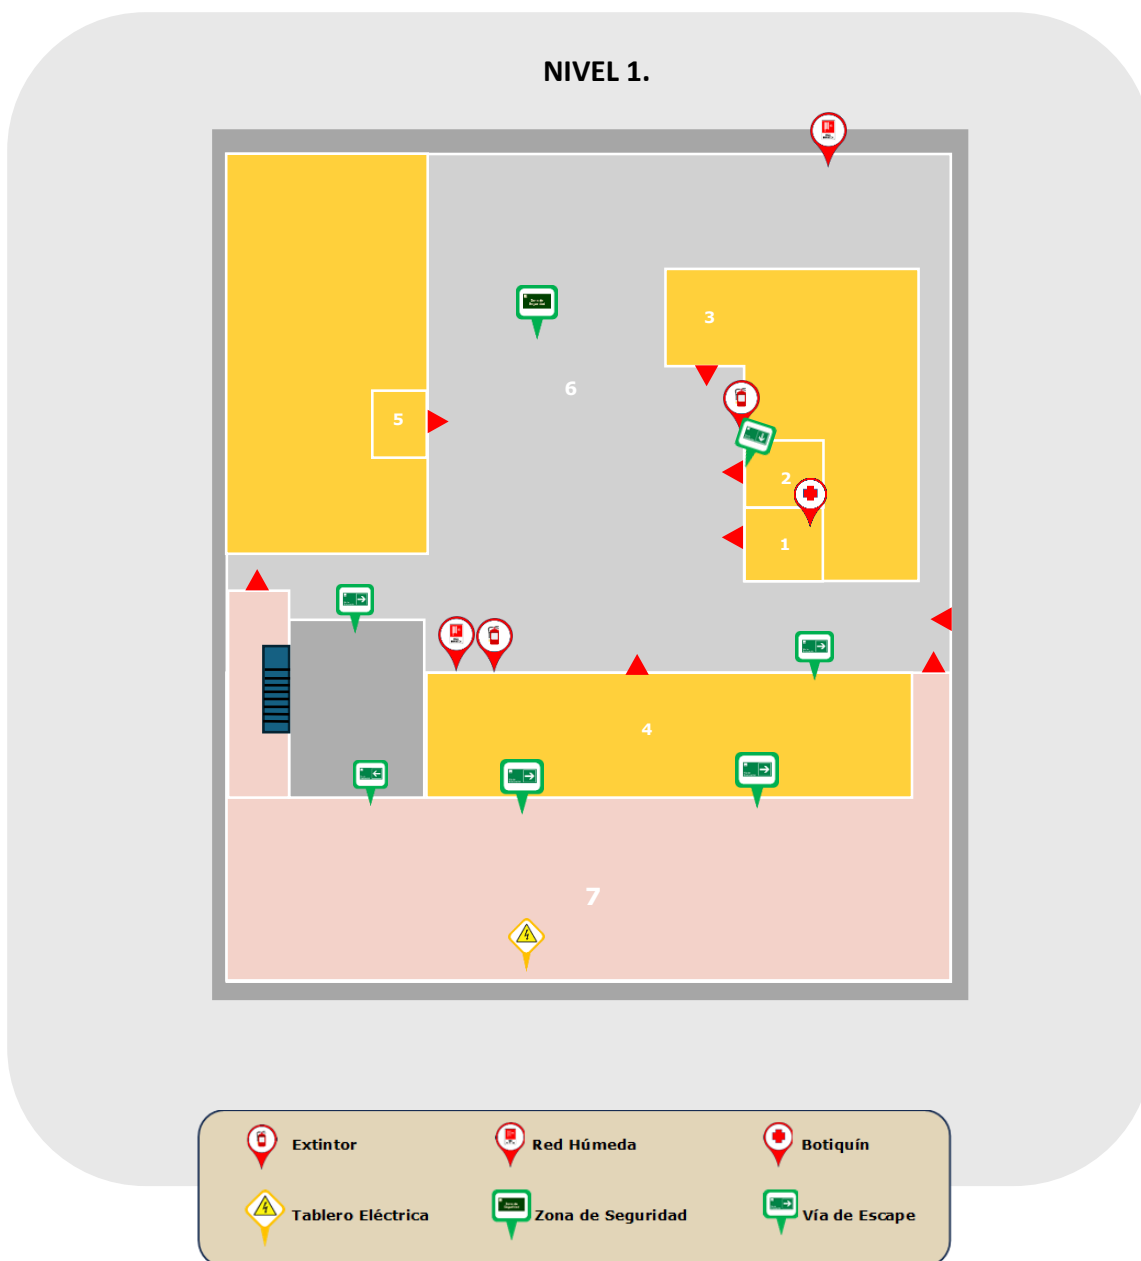 NIVEL 1.
3
6
5
2
1
4
7
Extintor
Red Húmeda
Botiquín
Tablero Eléctrica
Zona de Seguridad
Vía de Escape